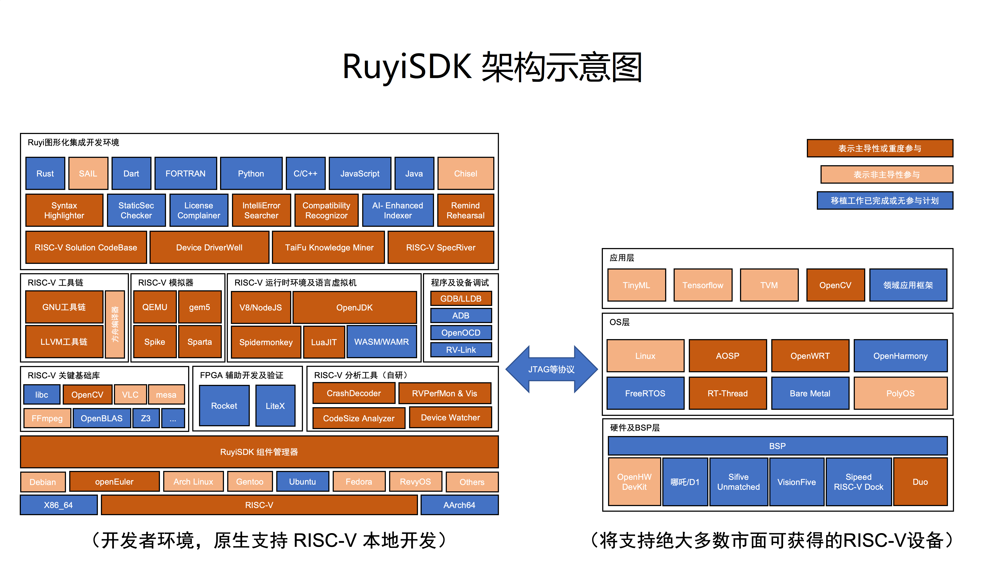 RuyiSDK 架构示意图
Ruyi图形化集成开发环境
Rust
SAIL
Dart
FORTRAN
Python
C/C++
JavaScript
Java
Chisel
Syntax
Highlighter
StaticSec
Checker
License
Complainer
IntelliError
Searcher
Compatibility
Recognizor
AI- Enhanced
Indexer
Remind
Rehearsal
RISC-V Solution CodeBase
Device DriverWell
TaiFu Knowledge Miner
RISC-V SpecRiver
RISC-V 工具链
GNU工具链
LLVM工具链
方舟编译器
RISC-V 模拟器
QEMU
gem5
Spike
Sparta
RISC-V 运行时环境及语言虚拟机
V8/NodeJS
OpenJDK
Spidermonkey
LuaJIT
WASM/WAMR
程序及设备调试
GDB/LLDB
ADB
OpenOCD
RV-Link
RISC-V 关键基础库
libc
OpenCV
VLC
mesa
FFmpeg
OpenBLAS
Z3
...
FPGA 辅助开发及验证
Rocket
LiteX
RISC-V 分析工具（自研）
CrashDecoder
RVPerfMon & Vis
CodeSize Analyzer
Device Watcher
RuyiSDK 组件管理器
Debian
openEuler
Arch Linux
Gentoo
Ubuntu
Fedora
RevyOS
Others
X86_64
RISC-V
AArch64
（开发者环境，原生支持 RISC-V 本地开发）
JTAG等协议
表示主导性或重度参与
表示非主导性参与
移植工作已完成或无参与计划
应用层
TinyML
Tensorflow
TVM
OpenCV
领域应用框架
OS层
Linux
AOSP
OpenWRT
OpenHarmony
FreeRTOS
RT-Thread
Bare Metal
PolyOS
硬件及BSP层
BSP
OpenHW
DevKit
哪吒/D1
Sifive
Unmatched
VisionFive
Sipeed
RISC-V Dock
Duo
（将支持绝大多数市面可获得的RISC-V设备）